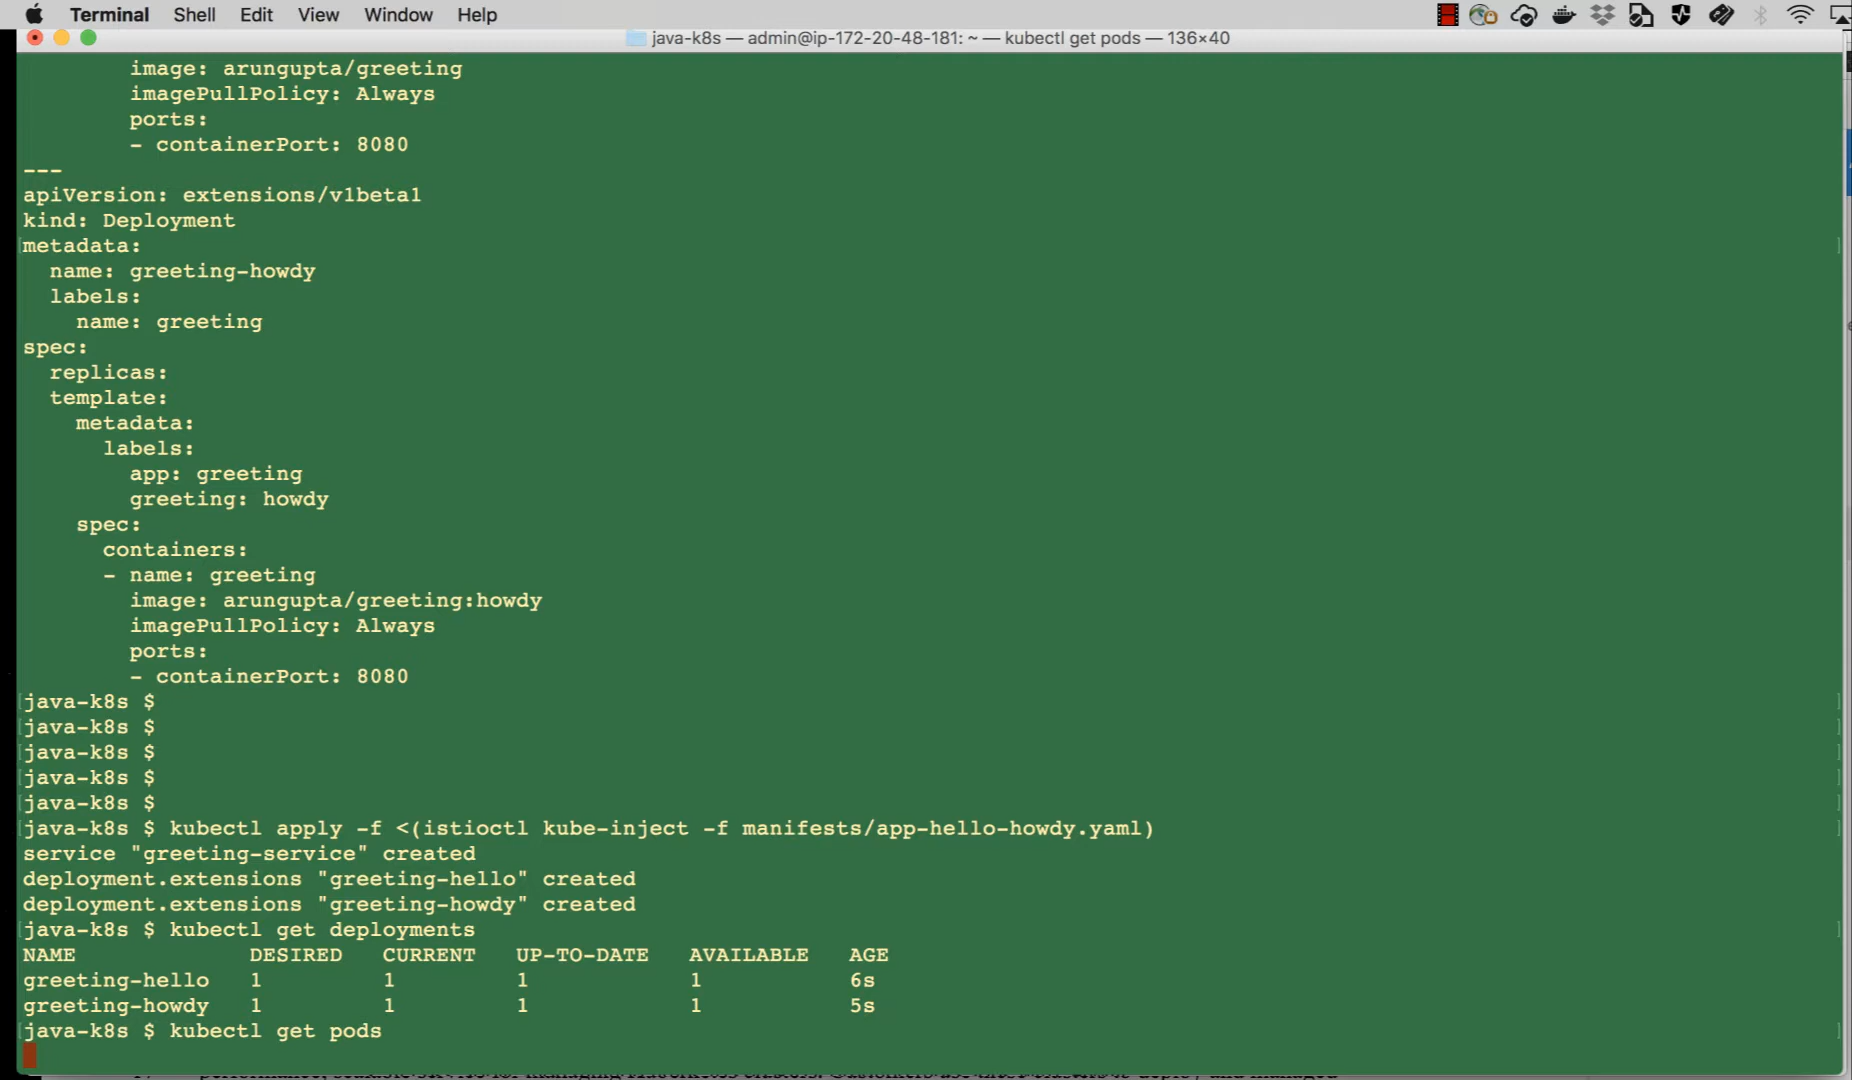 Terminal Shell Edit View Window Help
java-k8s — admin@ip-172-20-48-181: ~ — kubectl get pods — 136×40
image: arungupta/greeting
imagePullPolicy: Always
ports:
- containerPort: 8080
---
apiVersion: extensions/v1beta1
kind: Deployment
metadata:
name: greeting-howdy
labels:
name: greeting
spec:
replicas:
template:
metadata:
labels:
app: greeting
greeting: howdy
spec:
containers:
- name: greeting
image: arungupta/greeting:howdy
imagePullPolicy: Always
ports:
- containerPort: 8080
java-k8s $
java-k8s $
java-k8s $
java-k8s $
java-k8s $
java-k8s $ kubectl apply -f <(istioctl kube-inject -f manifests/app-hello-howdy.yaml)
service "greeting-service" created
deployment.extensions "greeting-hello" created
deployment.extensions "greeting-howdy" created
java-k8s $ kubectl get deployments
NAME DESIRED CURRENT UP-TO-DATE AVAILABLE AGE
greeting-hello 1 1 1 1 6s
greeting-howdy 1 1 1 1 5s
java-k8s $ kubectl get pods